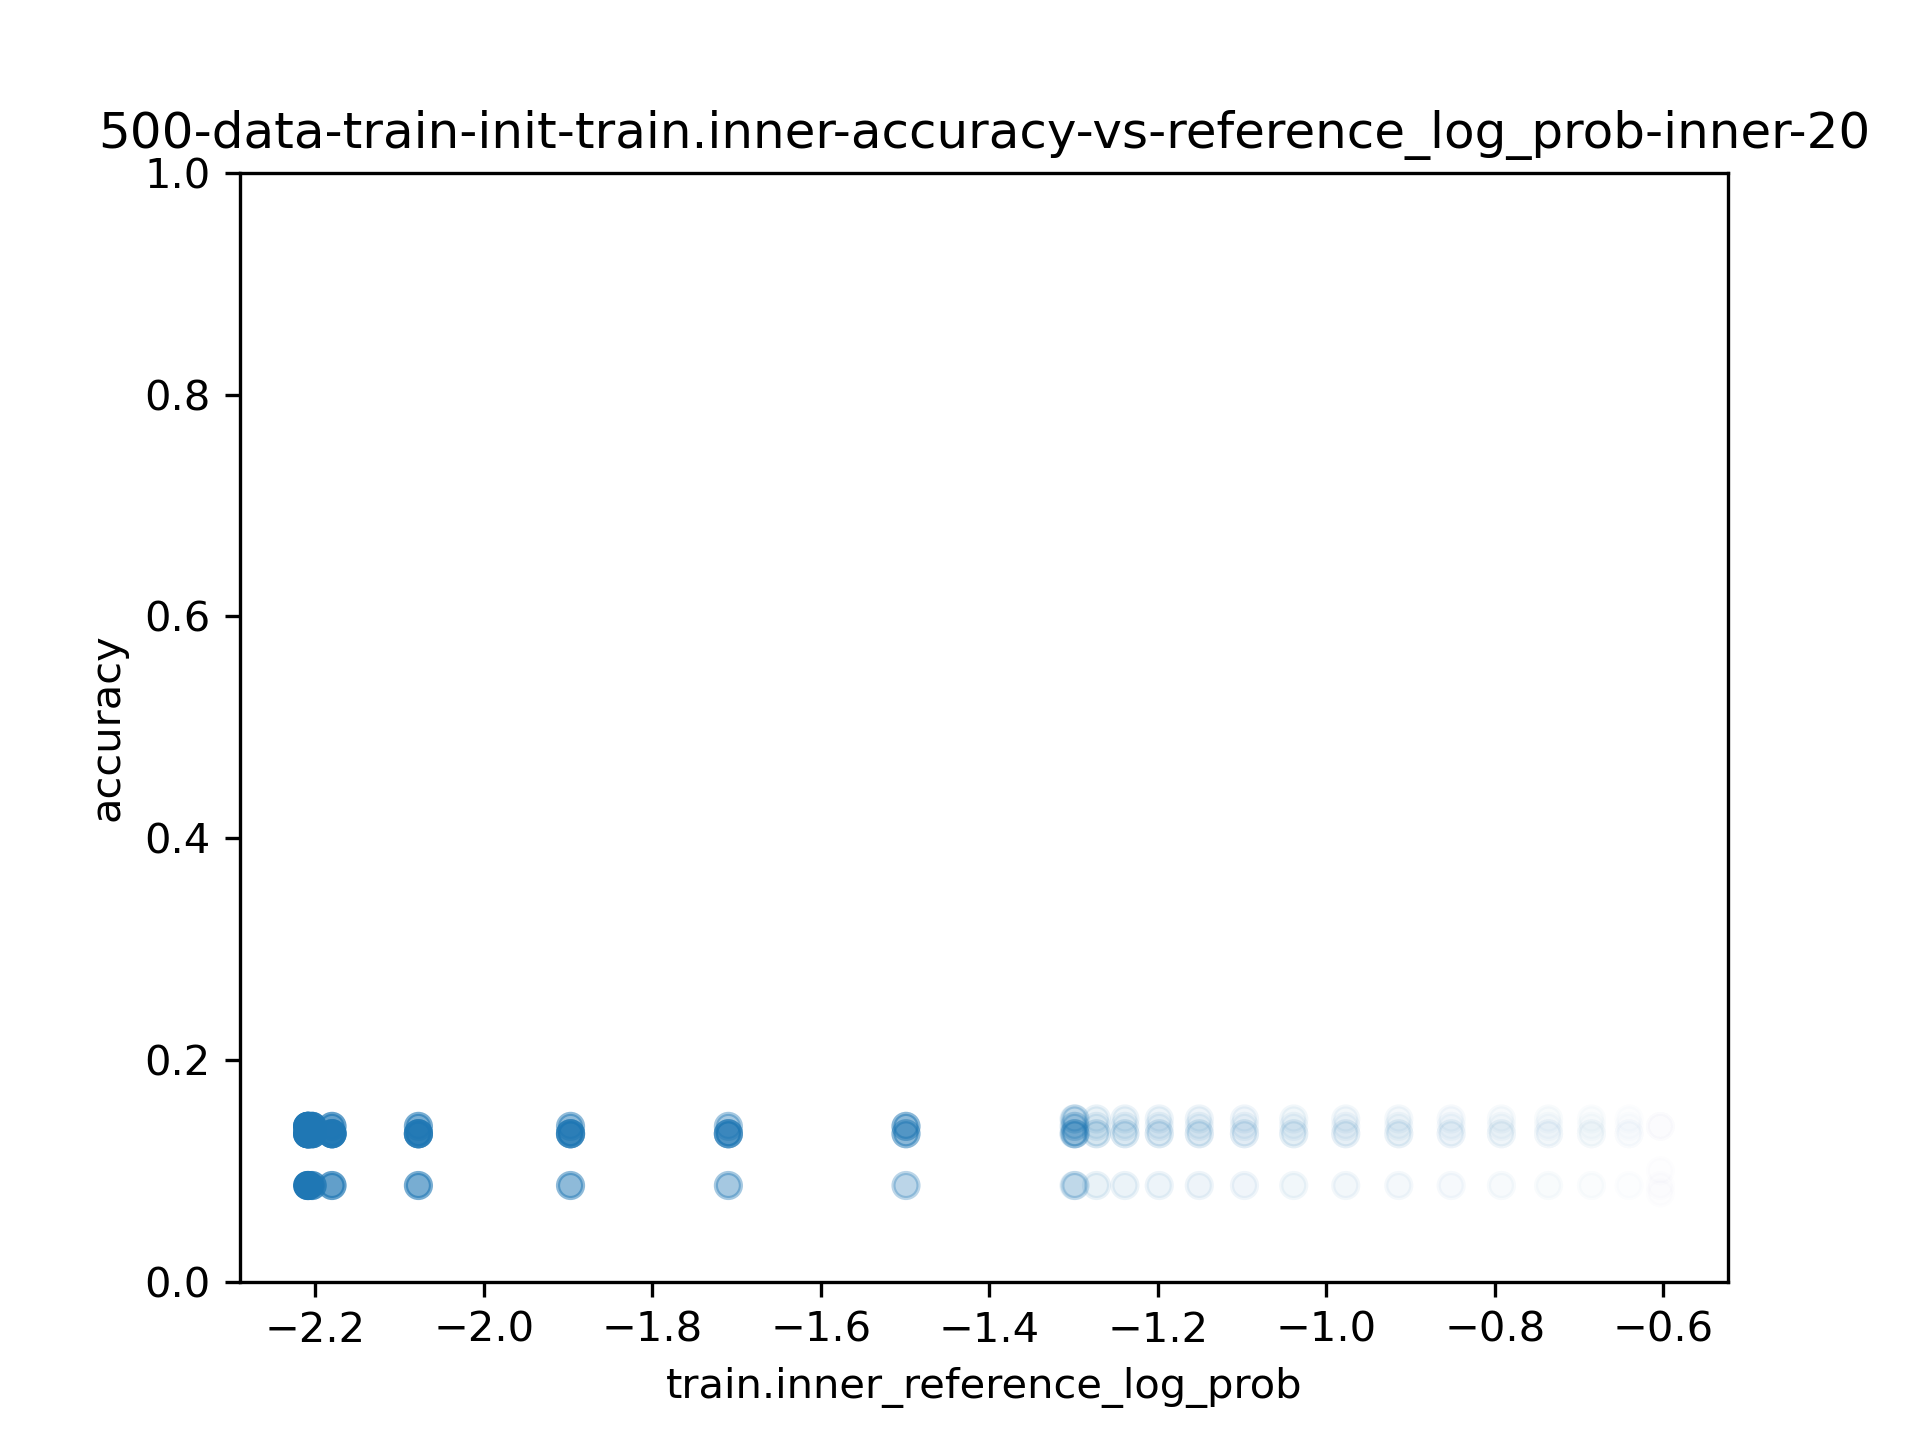 500-data-train-init-train.inner-accuracy-vs-reference_log_prob-inner-20
1.0
0.8
0.6
0.4
0.2
0.0
accuracy
−2.2 −2.0 −1.8 −1.6 −1.4 −1.2 −1.0 −0.8 −0.6
train.inner_reference_log_prob